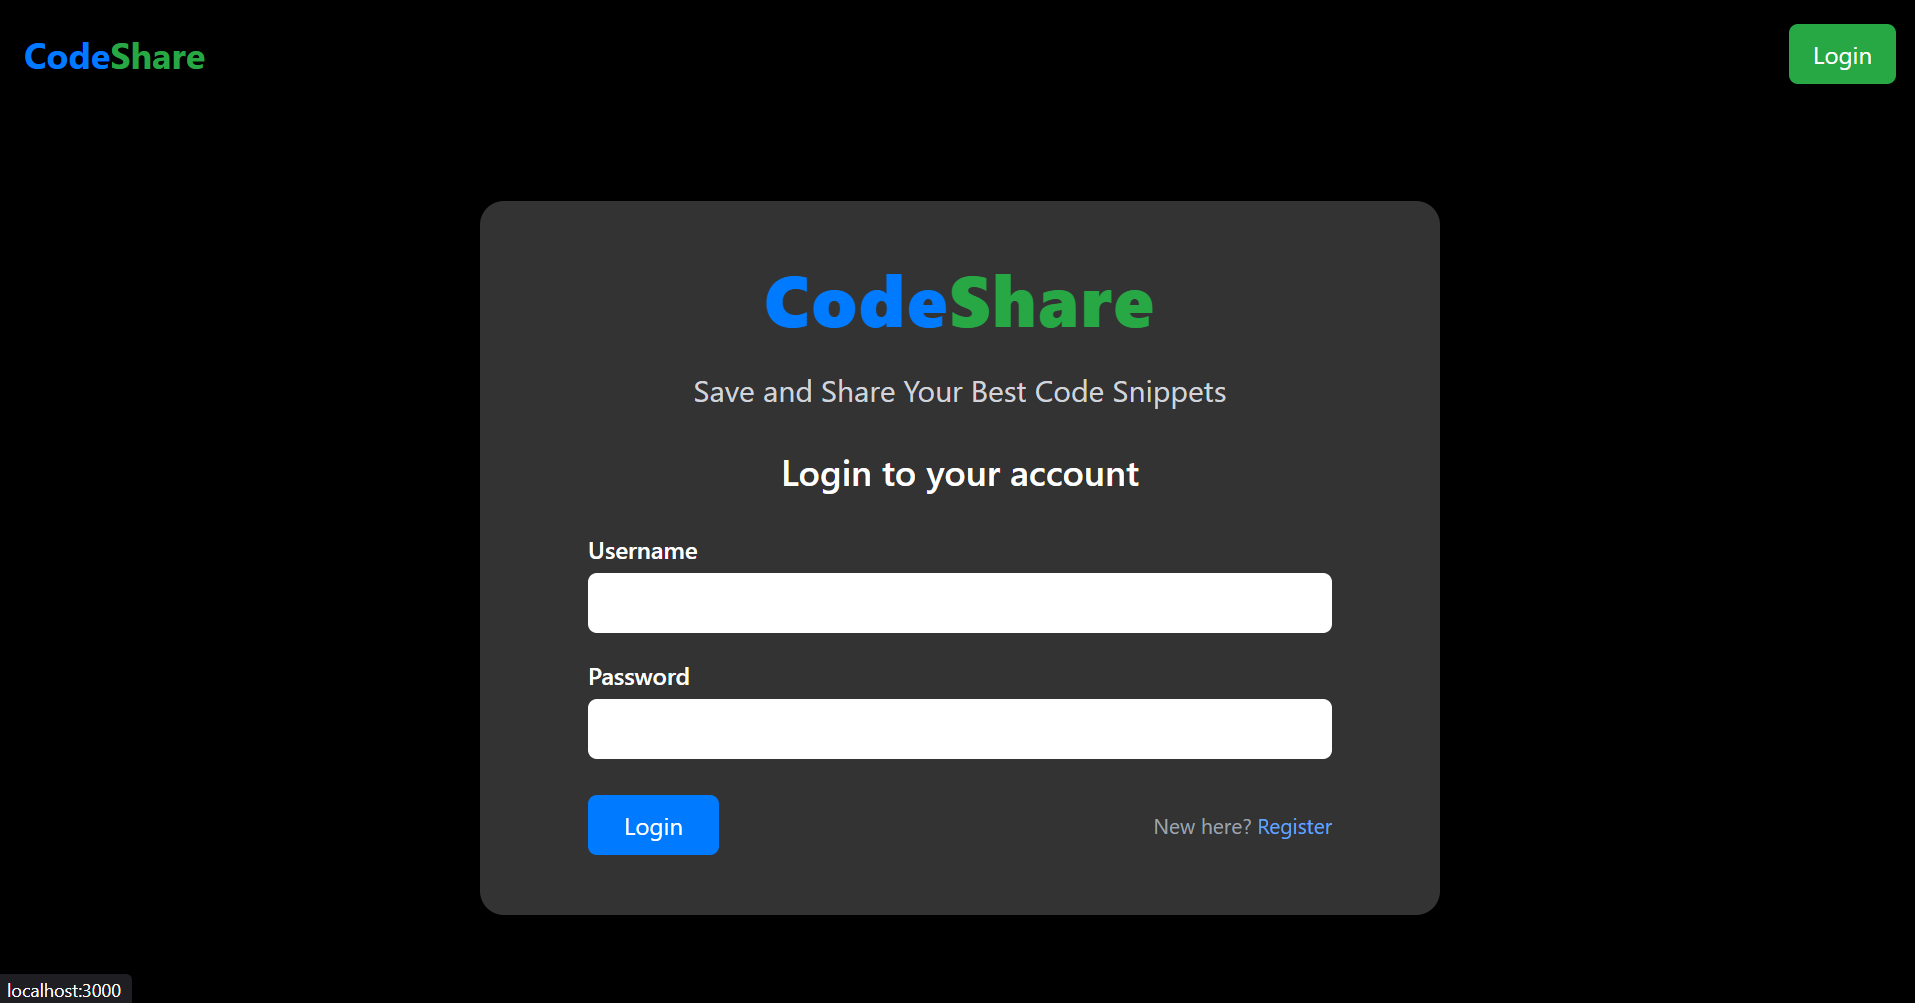 CodeShare
Login
CodeShare
Save and Share Your Best Code Snippets
Login to your account
Username
Password
Login
New here? Register
localhost:3000